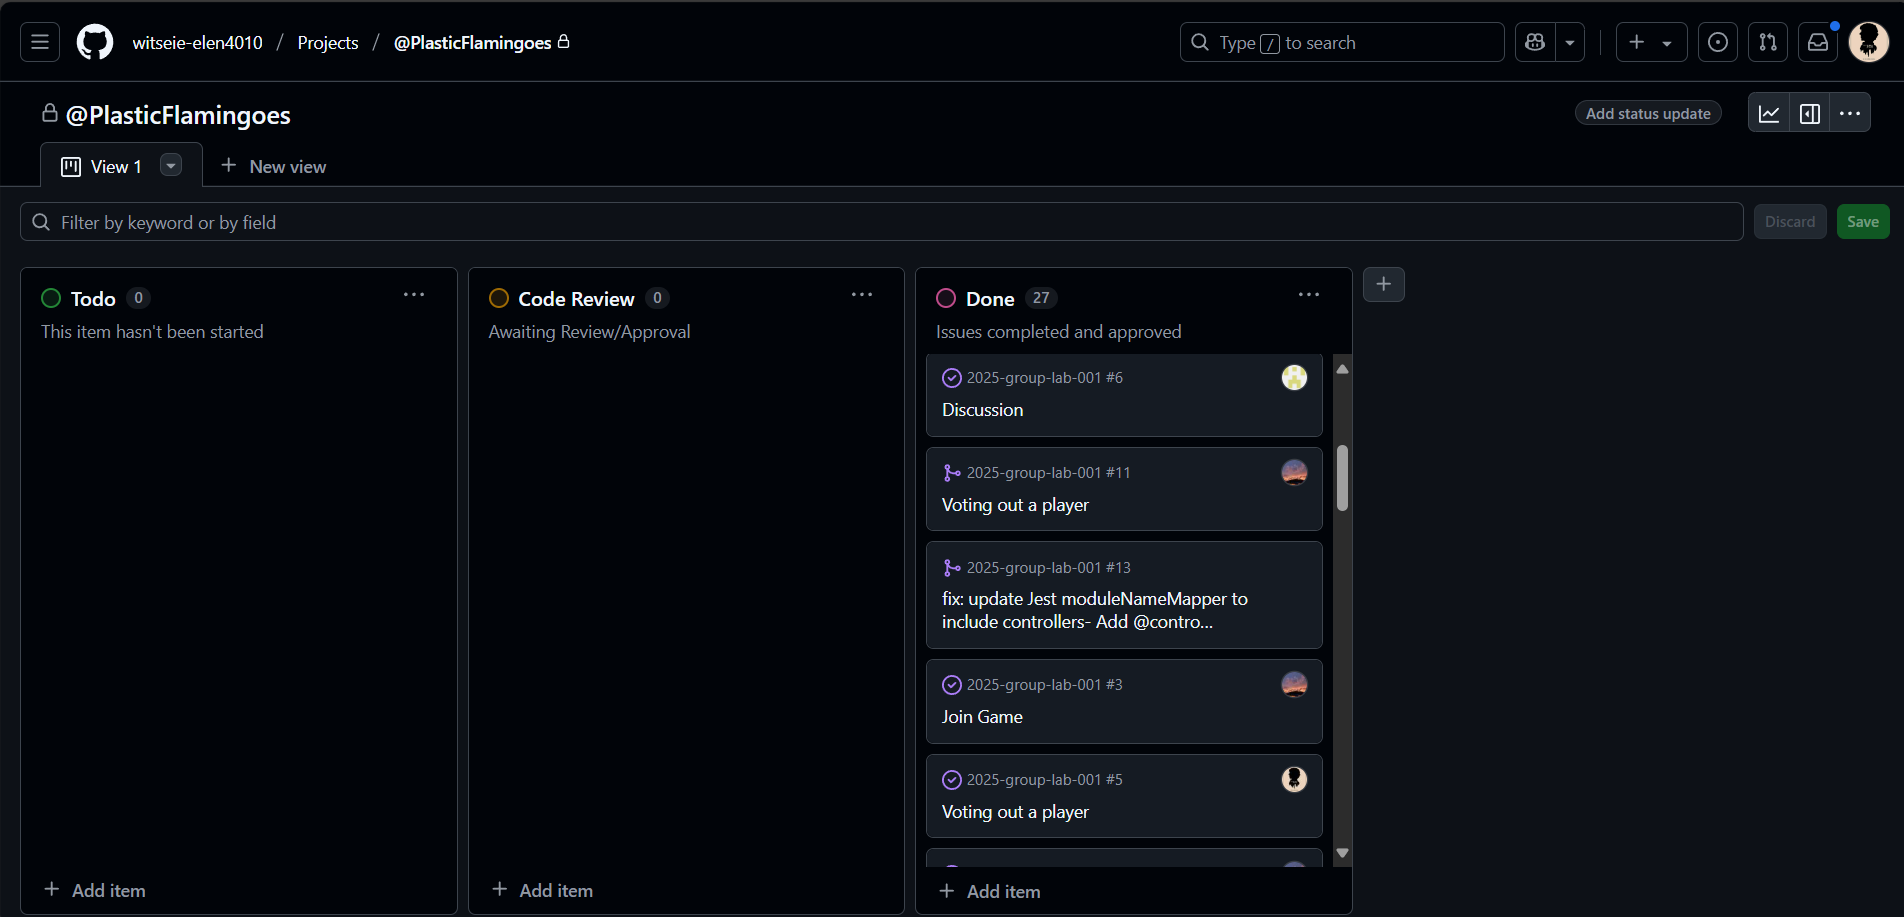 witseie-elen4010 / Projects / @PlasticFlamingoes
Type / to search
@PlasticFlamingoes
Add status update
View 1
New view
Filter by keyword or by field
Discard
Save
Todo 0
This item hasn't been started
Add item
Code Review 0
Awaiting Review/Approval
Add item
Done 27
Issues completed and approved
2025-group-lab-001 #6
Discussion
2025-group-lab-001 #11
Voting out a player
2025-group-lab-001 #13
fix: update Jest moduleNameMapper to
include controllers- Add @contro...
2025-group-lab-001 #3
Join Game
2025-group-lab-001 #5
Voting out a player
Add item